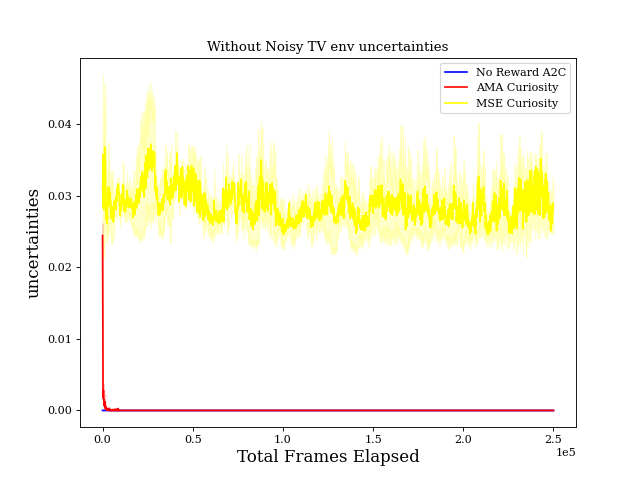 Without Noisy TV env uncertainties
No Reward A2C
AMA Curiosity
MSE Curiosity
uncertainties
0.04
0.03
0.02
0.01
0.00
0.0 0.5 1.0 1.5 2.0 2.5
1e5
Total Frames Elapsed